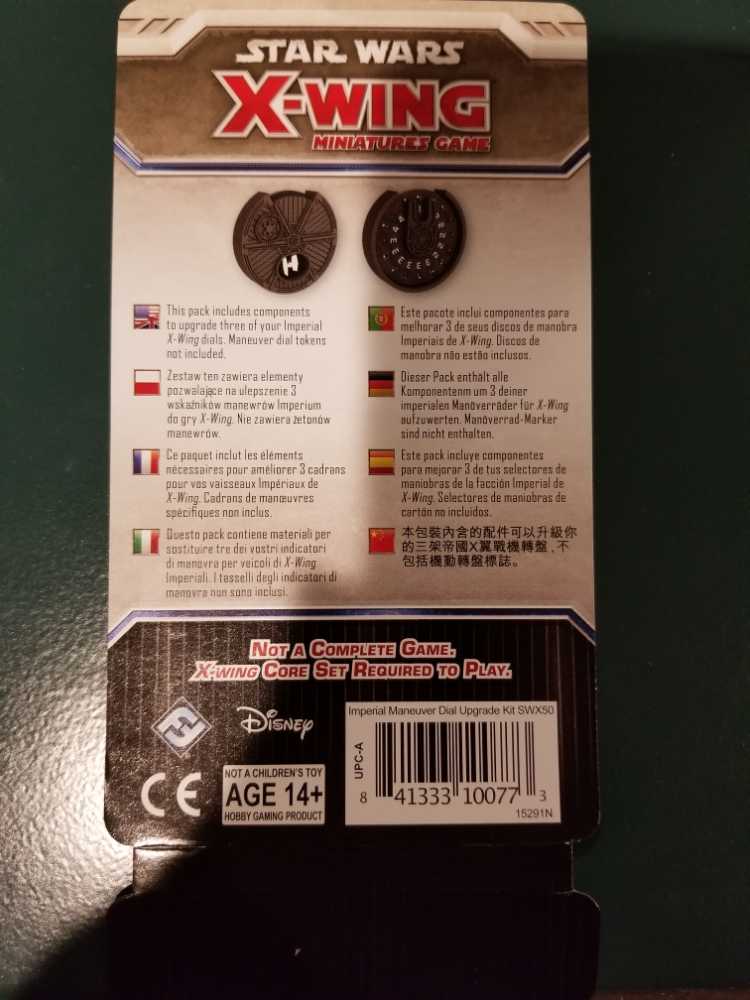 STAR WARS
X-WING
MINIATURES GAME
This pack includes components
to upgrade three of your Imperial
X-Wing dials. Maneuver dial tokens
not included.
Zestaw ten zawiera elementy
pozwalające na ulepszenie 3
wskaźników manewrów Imperium
do gry X-Wing. Nie zawiera żetonów
manewrów.
Ce paquet inclut les éléments
nécessaires pour améliorer 3 cadrans
pour vos vaisseaux Impériaux de
X-Wing. Cadrans de manœuvres
spécifiques non inclus.
Questo pack contiene materiali per
sostituire tre dei vostri indicatori
di manovra per veicoli di X-Wing
Imperiali. I tasselli degli indicatori di
manovra non sono inclusi.
Este pacote inclui componentes para
melhorar 3 de seus discos de manobra
Imperiais de X-Wing. Discos de
manobra não estão inclusos.
Dieser Pack enthält alle
Komponentenm um 3 deiner
imperialen Manöverräder für X-Wing
aufzuwerten. Manöverrad-Marker
sind nicht enthalten.
Este pack incluye componentes
para mejorar 3 de tus selectores de
maniobras de la facción Imperial de
X-Wing. Selectores de maniobras de
cartón no incluidos.
本包裝內含的配件可以升級你
的三架帝國X翼戰機轉盤,不
包括機動轉盤標誌。
NOT A COMPLETE GAME.
X-WING CORE SET REQUIRED TO PLAY.
Disney
CE
NOT A CHILDREN'S TOY
AGE 14+
HOBBY GAMING PRODUCT
Imperial Maneuver Dial Upgrade Kit SWX50
UPC-A
8 41333 10077 3
15291N